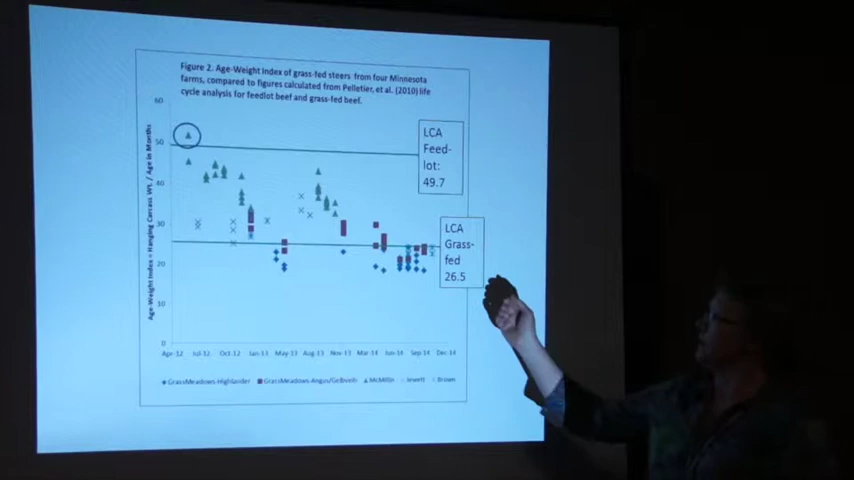 Figure 2. Age-Weight Index of grass-fed steers from four Minnesota
farms, compared to figures calculated from Pelletier, et al. (2010) life
cycle analysis for feedlot beef and grass-fed beef.
Age-Weight Index = Hanging Carcass Wt. / Age in Months
60
50
40
30
20
10
0
LCA
Feed-
lot:
49.7
LCA
Grass-
fed
26.5
Apr-12 Jul-12 Oct-12 Jan-13 May-13 Aug-13 Nov-13 Mar-14 Jun-14 Sep-14 Dec-14
GrassMeadows-Highlander GrassMeadows-Angus/Gelbvieh McMillin Jewett Brown